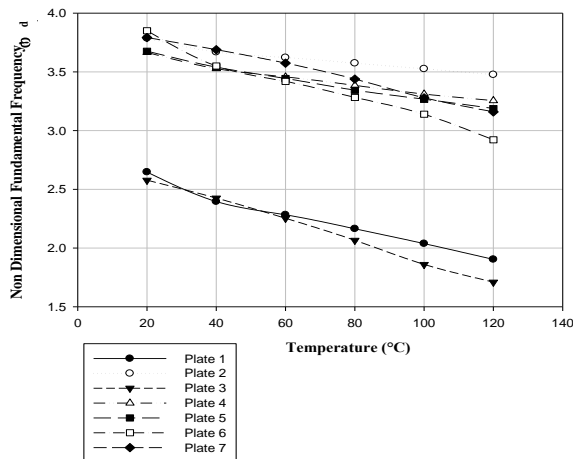 Non Dimensional Fundamental Frequency, ω d
4.0
3.5
3.0
2.5
2.0
1.5
0 20 40 60 80 100 120 140
Temperature (°C)
Plate 1
Plate 2
Plate 3
Plate 4
Plate 5
Plate 6
Plate 7